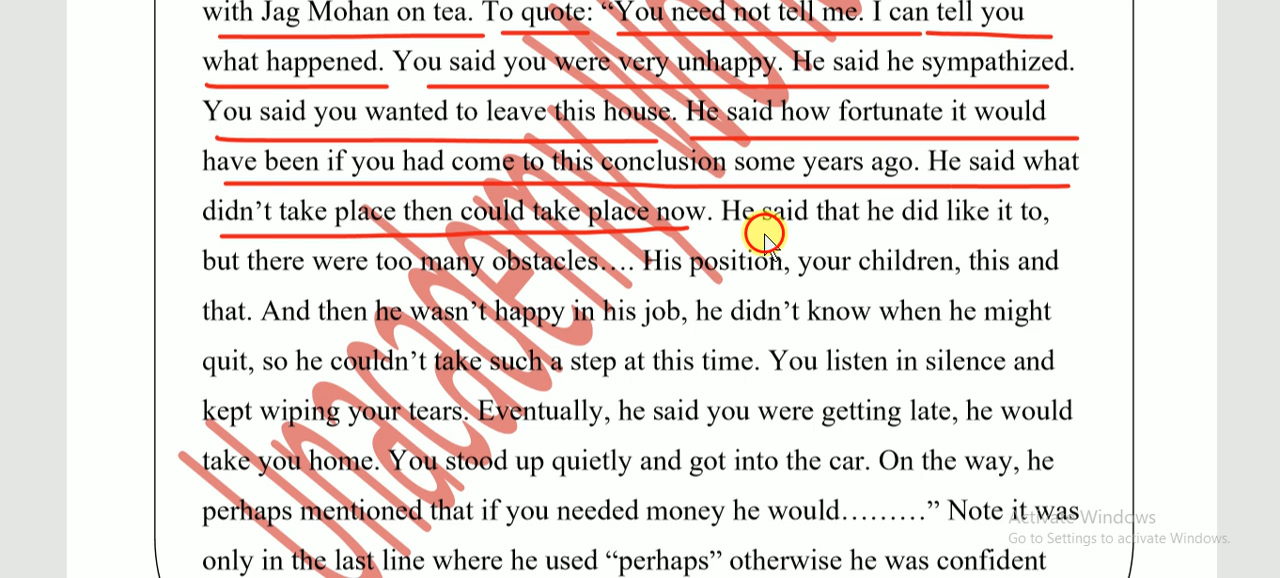 with Jag Mohan on tea. To quote: “You need not tell me. I can tell you
what happened. You said you were very unhappy. He said he sympathized.
You said you wanted to leave this house. He said how fortunate it would
have been if you had come to this conclusion some years ago. He said what
didn’t take place then could take place now. He said that he did like it to,
but there were too many obstacles…. His position, your children, this and
that. And then he wasn’t happy in his job, he didn’t know when he might
quit, so he couldn’t take such a step at this time. You listen in silence and
kept wiping your tears. Eventually, he said you were getting late, he would
take you home. You stood up quietly and got into the car. On the way, he
perhaps mentioned that if you needed money he would………” Note it was
only in the last line where he used “perhaps” otherwise he was confident
Activate Windows
Go to Settings to activate Windows.